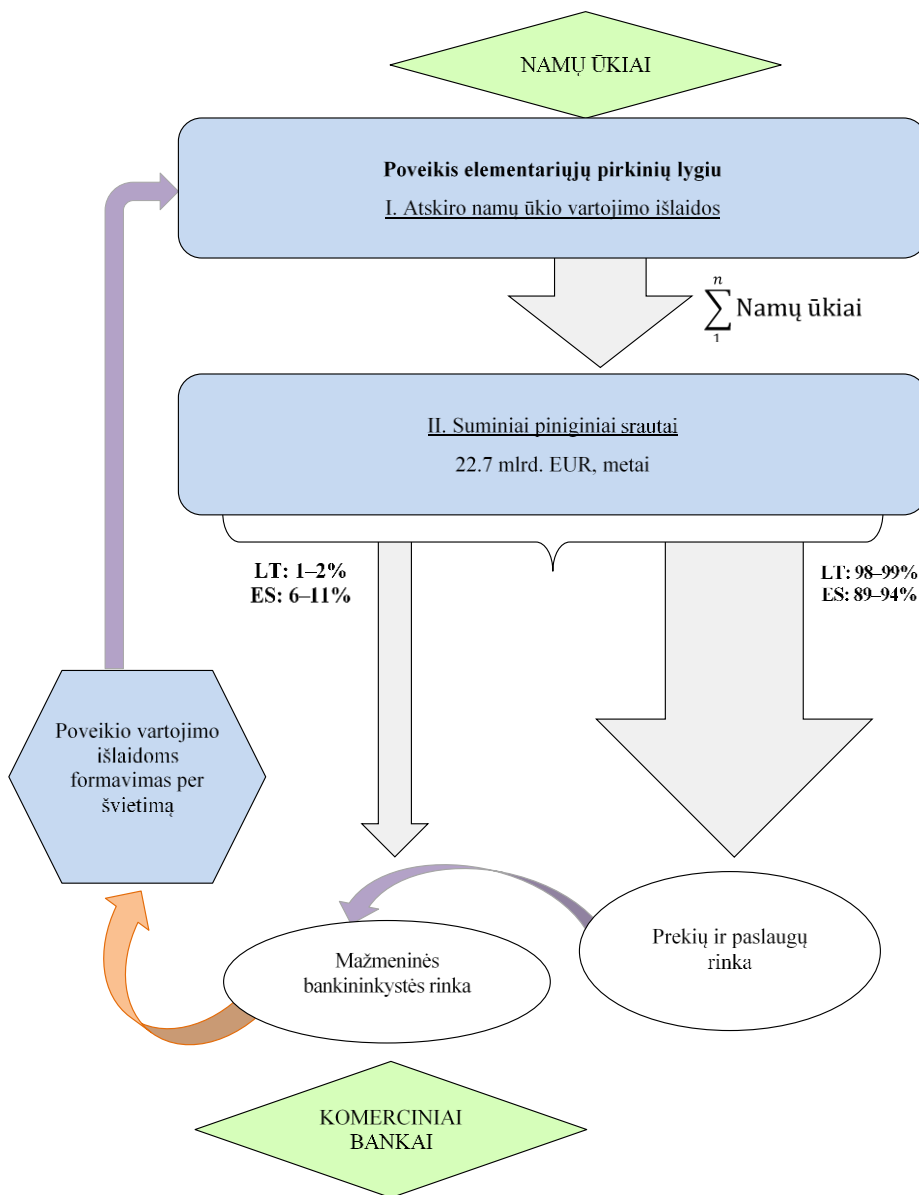 NAMŲ ŪKIAI
Poveikis elementariųjų pirkinių lygiu
I. Atskiro namų ūkio vartojimo išlaidos
n
∑ Namų ūkiai
1
II. Suminiai piniginiai srautai
22.7 mlrd. EUR, metai
LT: 1–2%
ES: 6–11%
LT: 98–99%
ES: 89–94%
Poveikio vartojimo
išlaidoms
formavimas per
švietimą
Mažmeninės
bankininkystės rinka
Prekių ir paslaugų
rinka
KOMERCINIAI
BANKAI